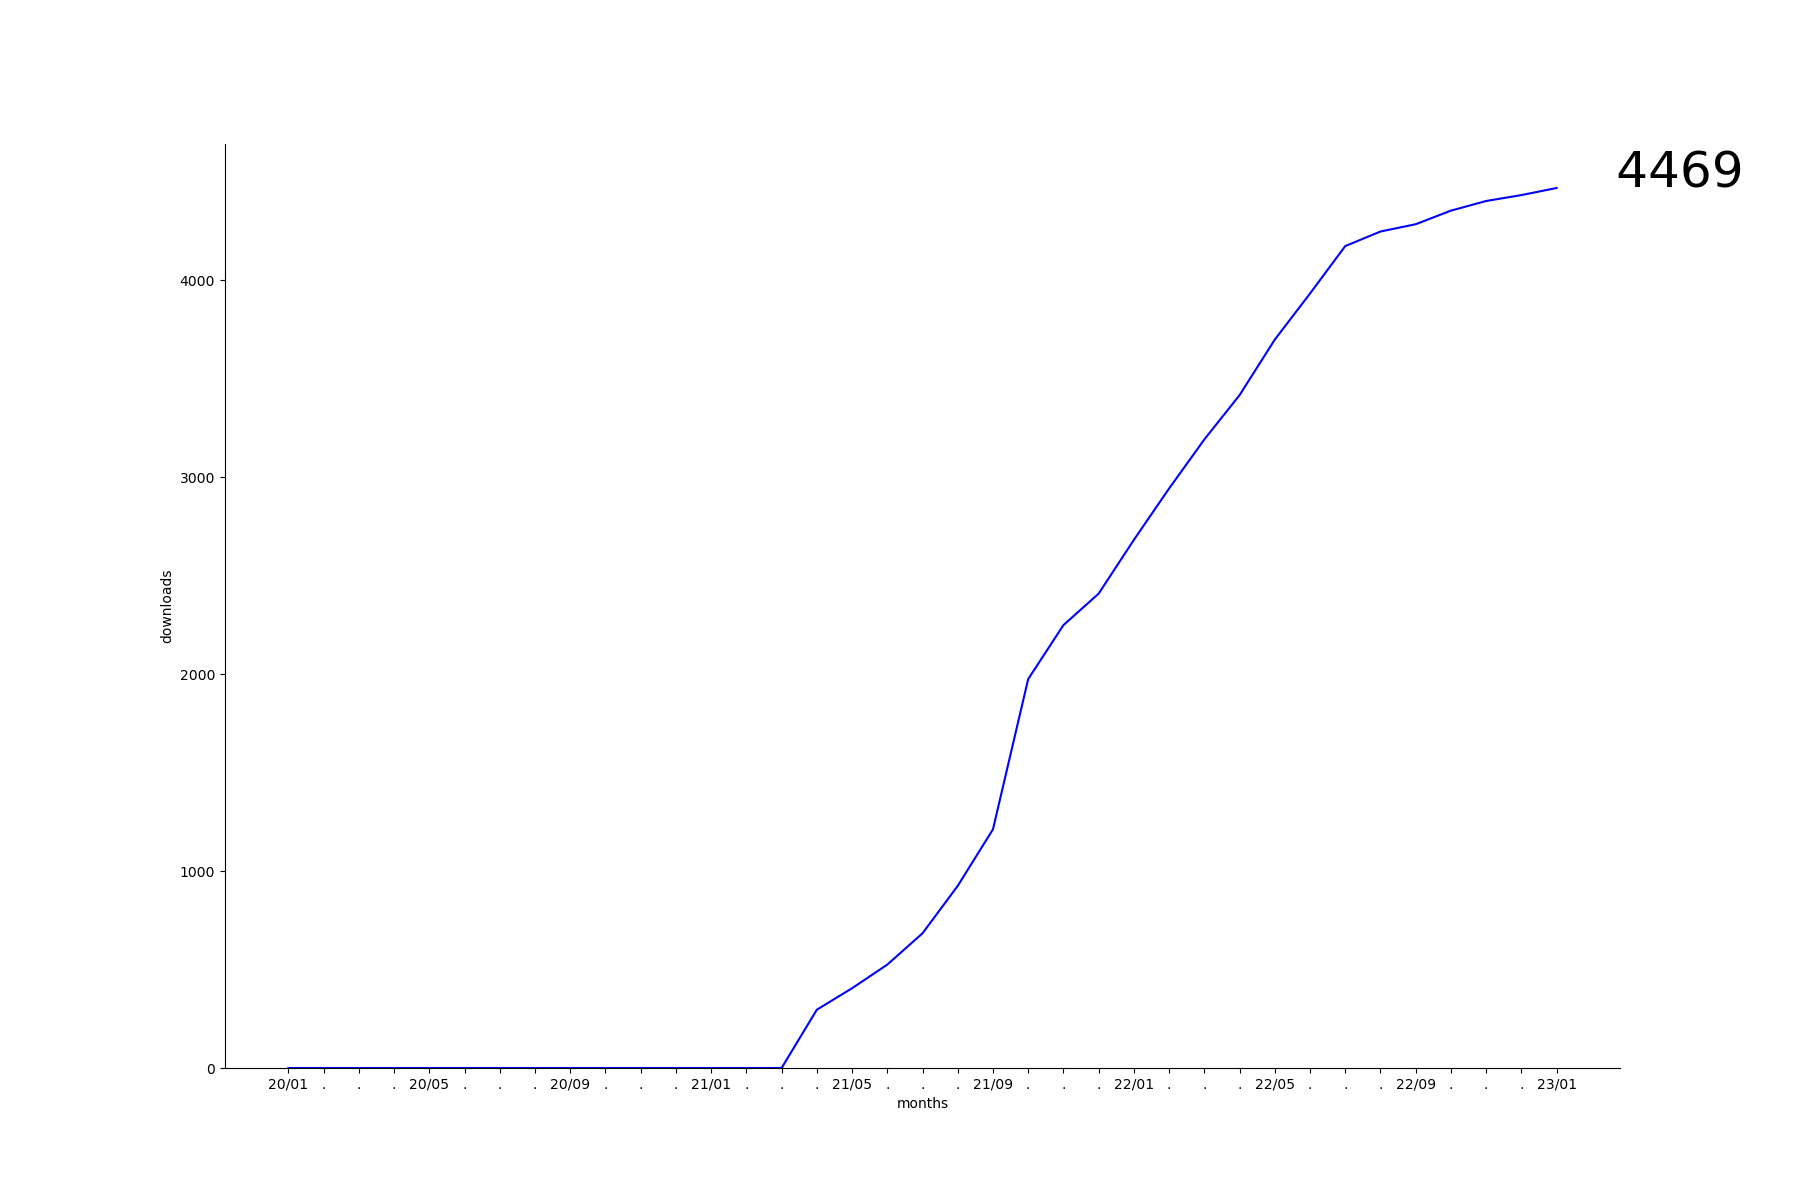 4469
4000
3000
2000
1000
0
downloads
20/01 . . . 20/05 . . . 20/09 . . . 21/01 . . . 21/05 . . . 21/09 . . . 22/01 . . . 22/05 . . . 22/09 . . . 23/01
months